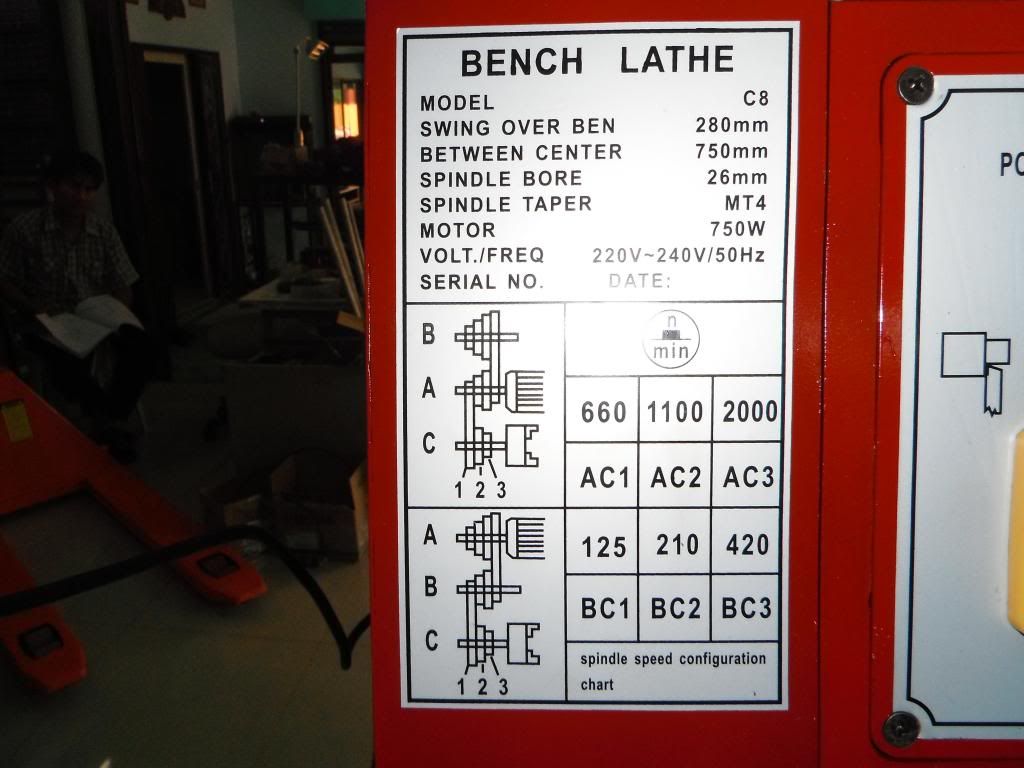 BENCH LATHE
MODEL C8
SWING OVER BEN 280mm
BETWEEN CENTER 750mm
SPINDLE BORE 26mm
SPINDLE TAPER MT4
MOTOR 750W
VOLT./FREQ 220V~240V/50Hz
SERIAL NO. DATE:
B
A
C
1 2 3
n
min
660 1100 2000
AC1 AC2 AC3
A
B
C
1 2 3
125 210 420
BC1 BC2 BC3
spindle speed configuration
chart